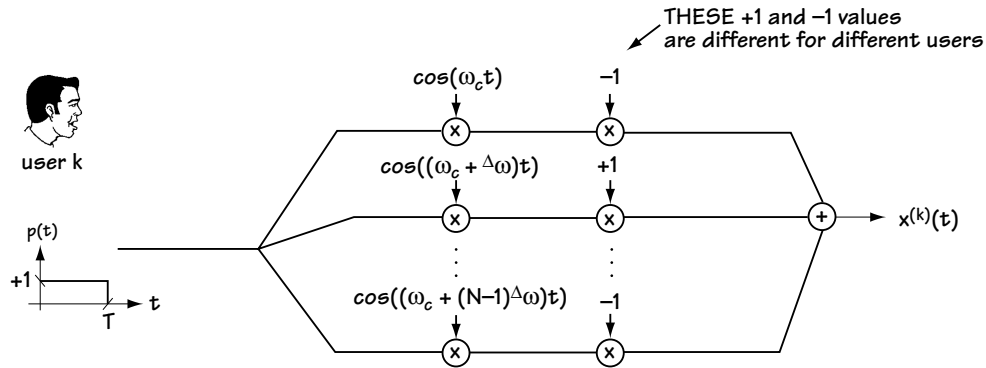 THESE +1 and −1 values
are different for different users
cos(ω_c t)
−1
x
x
user k
cos((ω_c + Δω)t)
+1
x
x
+
x^(k)(t)
p(t)
+1
t
T
cos((ω_c + (N−1)Δω)t)
−1
x
x